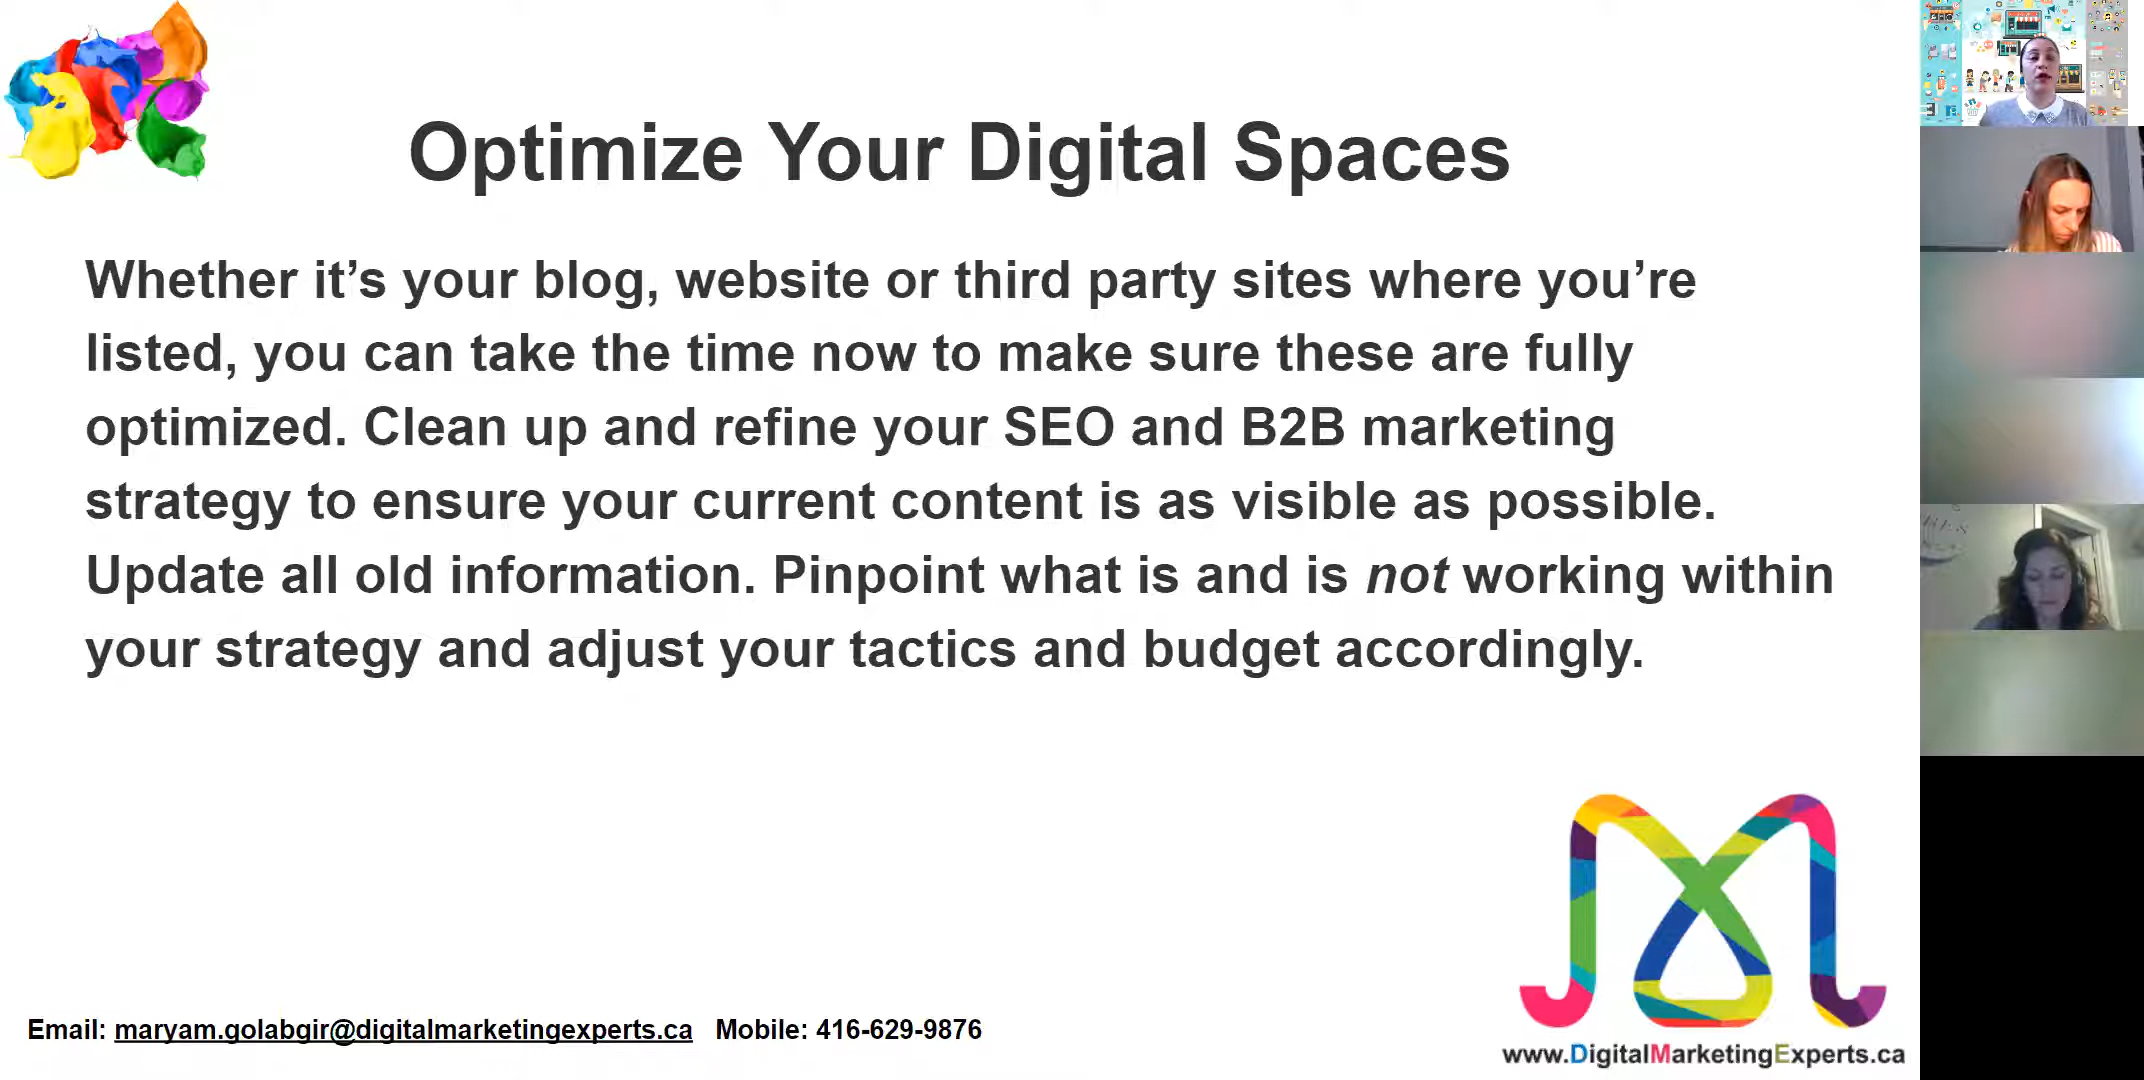 Optimize Your Digital Spaces
Whether it’s your blog, website or third party sites where you’re
listed, you can take the time now to make sure these are fully
optimized. Clean up and refine your SEO and B2B marketing
strategy to ensure your current content is as visible as possible.
Update all old information. Pinpoint what is and is not working within
your strategy and adjust your tactics and budget accordingly.
Email: maryam.golabgir@digitalmarketingexperts.ca Mobile: 416-629-9876
www.DigitalMarketingExperts.ca